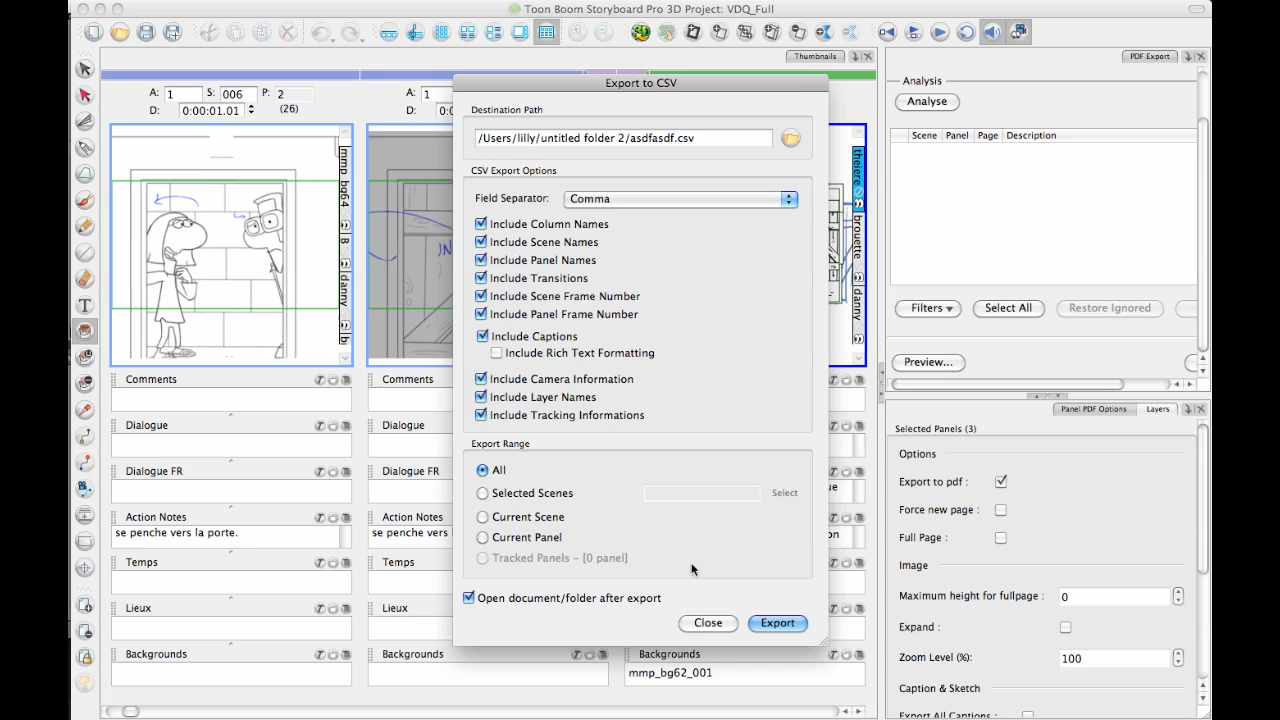 Toon Boom Storyboard Pro 3D Project: VDQ_Full
Thumbnails
PDF Export
A: 1 S: 006 P: 2
D: 0:00:01.01 (26)
A: 1
D:
mmp_bg64
B
danny
theiere
brouette
danny
Export to CSV
Destination Path
/Users/lilly/untitled folder 2/asdfasdf.csv
CSV Export Options
Field Separator: Comma
Include Column Names
Include Scene Names
Include Panel Names
Include Transitions
Include Scene Frame Number
Include Panel Frame Number
Include Captions
Include Rich Text Formatting
Include Camera Information
Include Layer Names
Include Tracking Informations
Export Range
All
Selected Scenes Select
Current Scene
Current Panel
Tracked Panels - [0 panel]
Open document/folder after export
Close Export
Comments Comments
Dialogue Dialogue
Dialogue FR Dialogue FR
Action Notes Action Notes
se penche vers la porte. se penche vers
Temps Temps
Lieux Lieux
Backgrounds Backgrounds Backgrounds
mmp_bg62_001
Analysis
Analyse
Scene Panel Page Description
Filters Select All Restore Ignored
Preview...
Panel PDF Options Layers
Selected Panels (3)
Options
Export to pdf :
Force new page :
Full Page :
Image
Maximum height for fullpage : 0
Expand :
Zoom Level (%): 100
Caption & Sketch
Export All Captions :